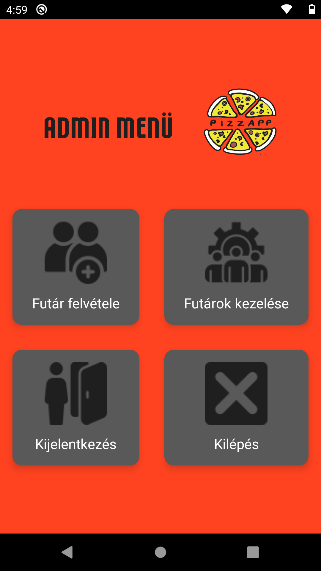 4:59
ADMIN MENÜ
PIZZAPP
Futár felvétele
Futárok kezelése
Kijelentkezés
Kilépés